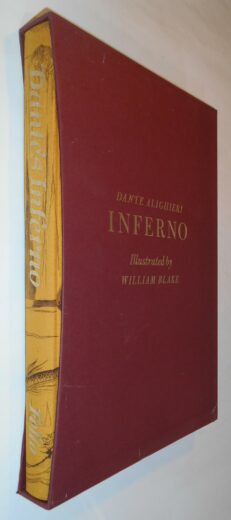 Dante's Inferno
Folio
DANTE ALIGHIERI
INFERNO
Illustrated by
WILLIAM BLAKE